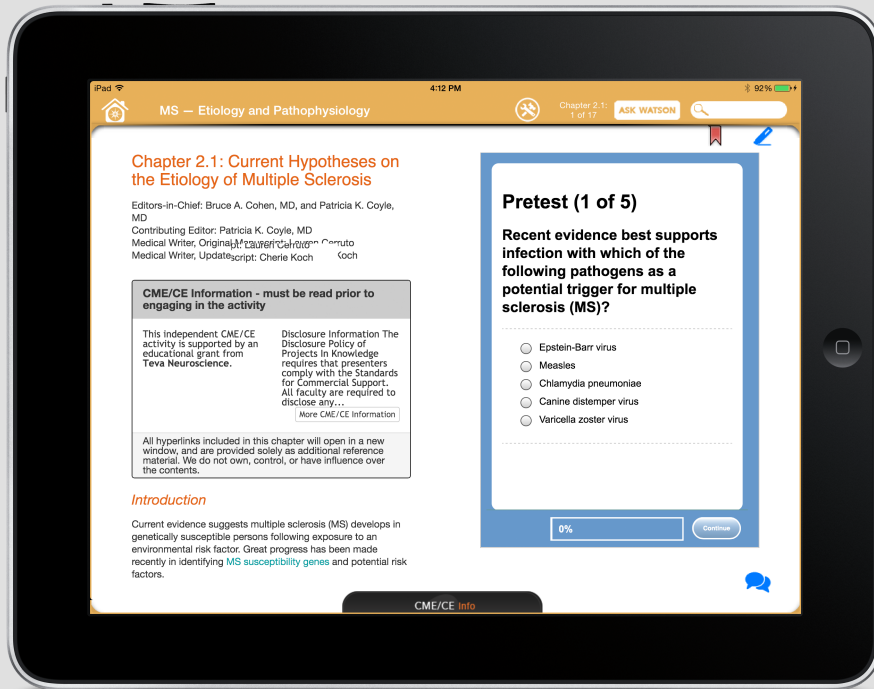 iPad
4:12 PM
92%
MS — Etiology and Pathophysiology
Chapter 2.1:
1 of 17
ASK WATSON
Chapter 2.1: Current Hypotheses on
the Etiology of Multiple Sclerosis
Editors-in-Chief: Bruce A. Cohen, MD, and Patricia K. Coyle,
MD
Contributing Editor: Patricia K. Coyle, MD
Medical Writer, Original
Medical Writer, Update script: Cherie Koch
CME/CE Information - must be read prior to
engaging in the activity
This independent CME/CE
activity is supported by an
educational grant from
Teva Neuroscience.
Disclosure Information The
Disclosure Policy of
Projects In Knowledge
requires that presenters
comply with the Standards
for Commercial Support.
All faculty are required to
disclose any...
More CME/CE Information
All hyperlinks included in this chapter will open in a new
window, and are provided solely as additional reference
material. We do not own, control, or have influence over
the contents.
Introduction
Current evidence suggests multiple sclerosis (MS) develops in
genetically susceptible persons following exposure to an
environmental risk factor. Great progress has been made
recently in identifying MS susceptibility genes and potential risk
factors.
Pretest (1 of 5)
Recent evidence best supports
infection with which of the
following pathogens as a
potential trigger for multiple
sclerosis (MS)?
Epstein-Barr virus
Measles
Chlamydia pneumoniae
Canine distemper virus
Varicella zoster virus
0%
Continue
CME/CE Info